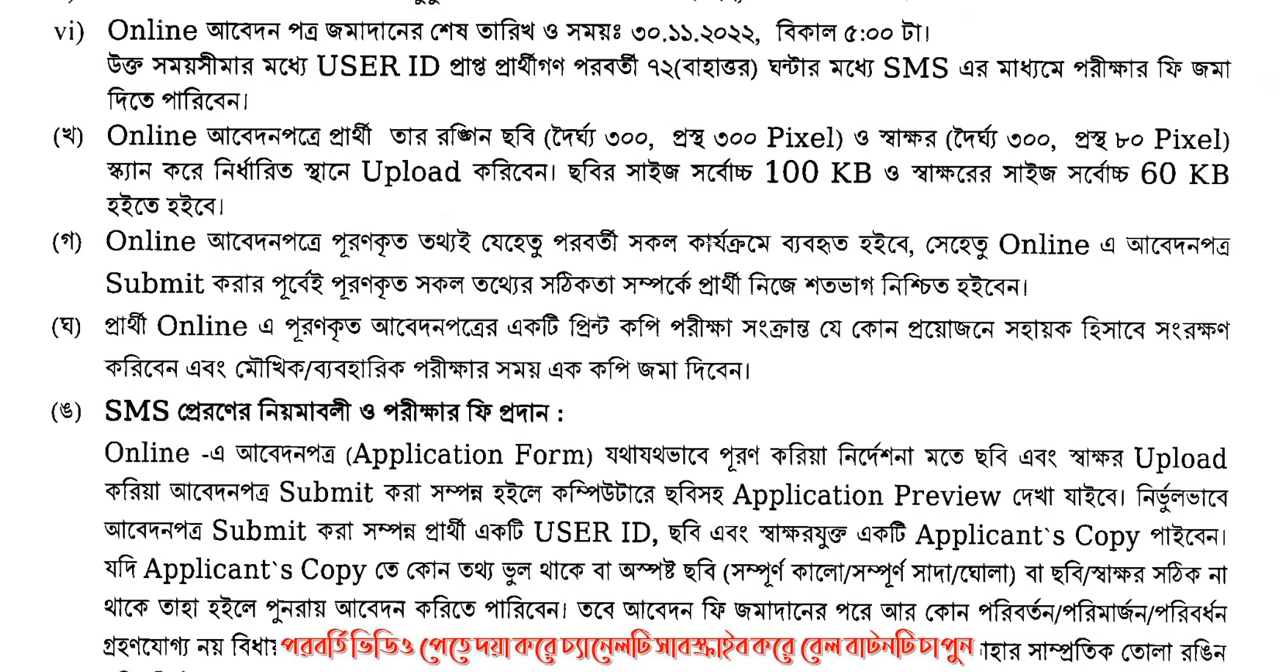 vi) Online আবেদন পত্র জমাদানের শেষ তারিখ ও সময়ঃ ৩০.১১.২০২২, বিকাল ৫:০০ টা।
উক্ত সময়সীমার মধ্যে USER ID প্রাপ্ত প্রার্থীগণ পরবর্তী ৭২(বাহাত্তর) ঘন্টার মধ্যে SMS এর মাধ্যমে পরীক্ষার ফি জমা
দিতে পারিবেন।
(খ) Online আবেদনপত্রে প্রার্থী তার রঙ্গিন ছবি (দৈর্ঘ্য ৩০০, প্রস্থ ৩০০ Pixel) ও স্বাক্ষর (দৈর্ঘ্য ৩০০, প্রস্থ ৮০ Pixel)
স্ক্যান করে নির্ধারিত স্থানে Upload করিবেন। ছবির সাইজ সর্বোচ্চ 100 KB ও স্বাক্ষরের সাইজ সর্বোচ্চ 60 KB
হইতে হইবে।
(গ) Online আবেদনপত্রে পূরণকৃত তথ্যই যেহেতু পরবর্তী সকল কার্যক্রমে ব্যবহৃত হইবে, সেহেতু Online এ আবেদনপত্র
Submit করার পূর্বেই পূরণকৃত সকল তথ্যের সঠিকতা সম্পর্কে প্রার্থী নিজে শতভাগ নিশ্চিত হইবেন।
(ঘ) প্রার্থী Online এ পূরণকৃত আবেদনপত্রের একটি প্রিন্ট কপি পরীক্ষা সংক্রান্ত যে কোন প্রয়োজনে সহায়ক হিসাবে সংরক্ষণ
করিবেন এবং মৌখিক/ব্যবহারিক পরীক্ষার সময় এক কপি জমা দিবেন।
(ঙ) SMS প্রেরণের নিয়মাবলী ও পরীক্ষার ফি প্রদান :
Online -এ আবেদনপত্র (Application Form) যথাযথভাবে পূরণ করিয়া নির্দেশনা মতে ছবি এবং স্বাক্ষর Upload
করিয়া আবেদনপত্র Submit করা সম্পন্ন হইলে কম্পিউটারে ছবিসহ Application Preview দেখা যাইবে। নির্ভুলভাবে
আবেদনপত্র Submit করা সম্পন্ন প্রার্থী একটি USER ID, ছবি এবং স্বাক্ষরযুক্ত একটি Applicant`s Copy পাইবেন।
যদি Applicant`s Copy তে কোন তথ্য ভুল থাকে বা অস্পষ্ট ছবি (সম্পূর্ণ কালো/সম্পূর্ণ সাদা/ঘোলা) বা ছবি/স্বাক্ষর সঠিক না
থাকে তাহা হইলে পুনরায় আবেদন করিতে পারিবেন। তবে আবেদন ফি জমাদানের পরে আর কোন পরিবর্তন/পরিমার্জন/পরিবর্ধন
গ্রহণযোগ্য নয় বিধায় পরবর্তি ভিডিও পেতে দয়া করে চ্যানেলটি সাবস্ক্রাইব করে বেল বাটনটি চাপুন সাম্প্রতিক তোলা রঙিন